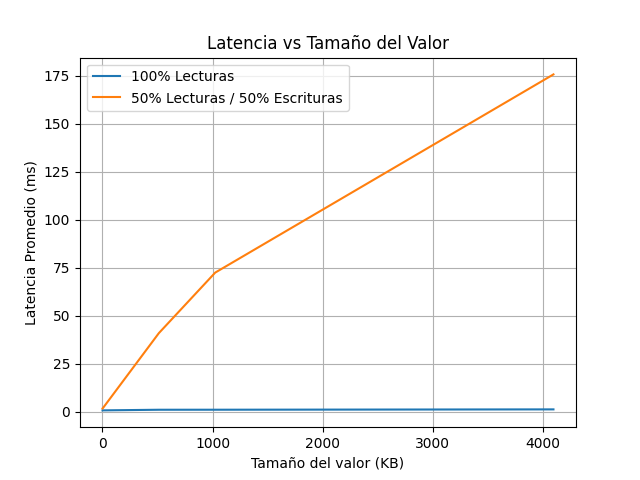 Latencia vs Tamaño del Valor
100% Lecturas
50% Lecturas / 50% Escrituras
Latencia Promedio (ms)
175
150
125
100
75
50
25
0
0 1000 2000 3000 4000
Tamaño del valor (KB)